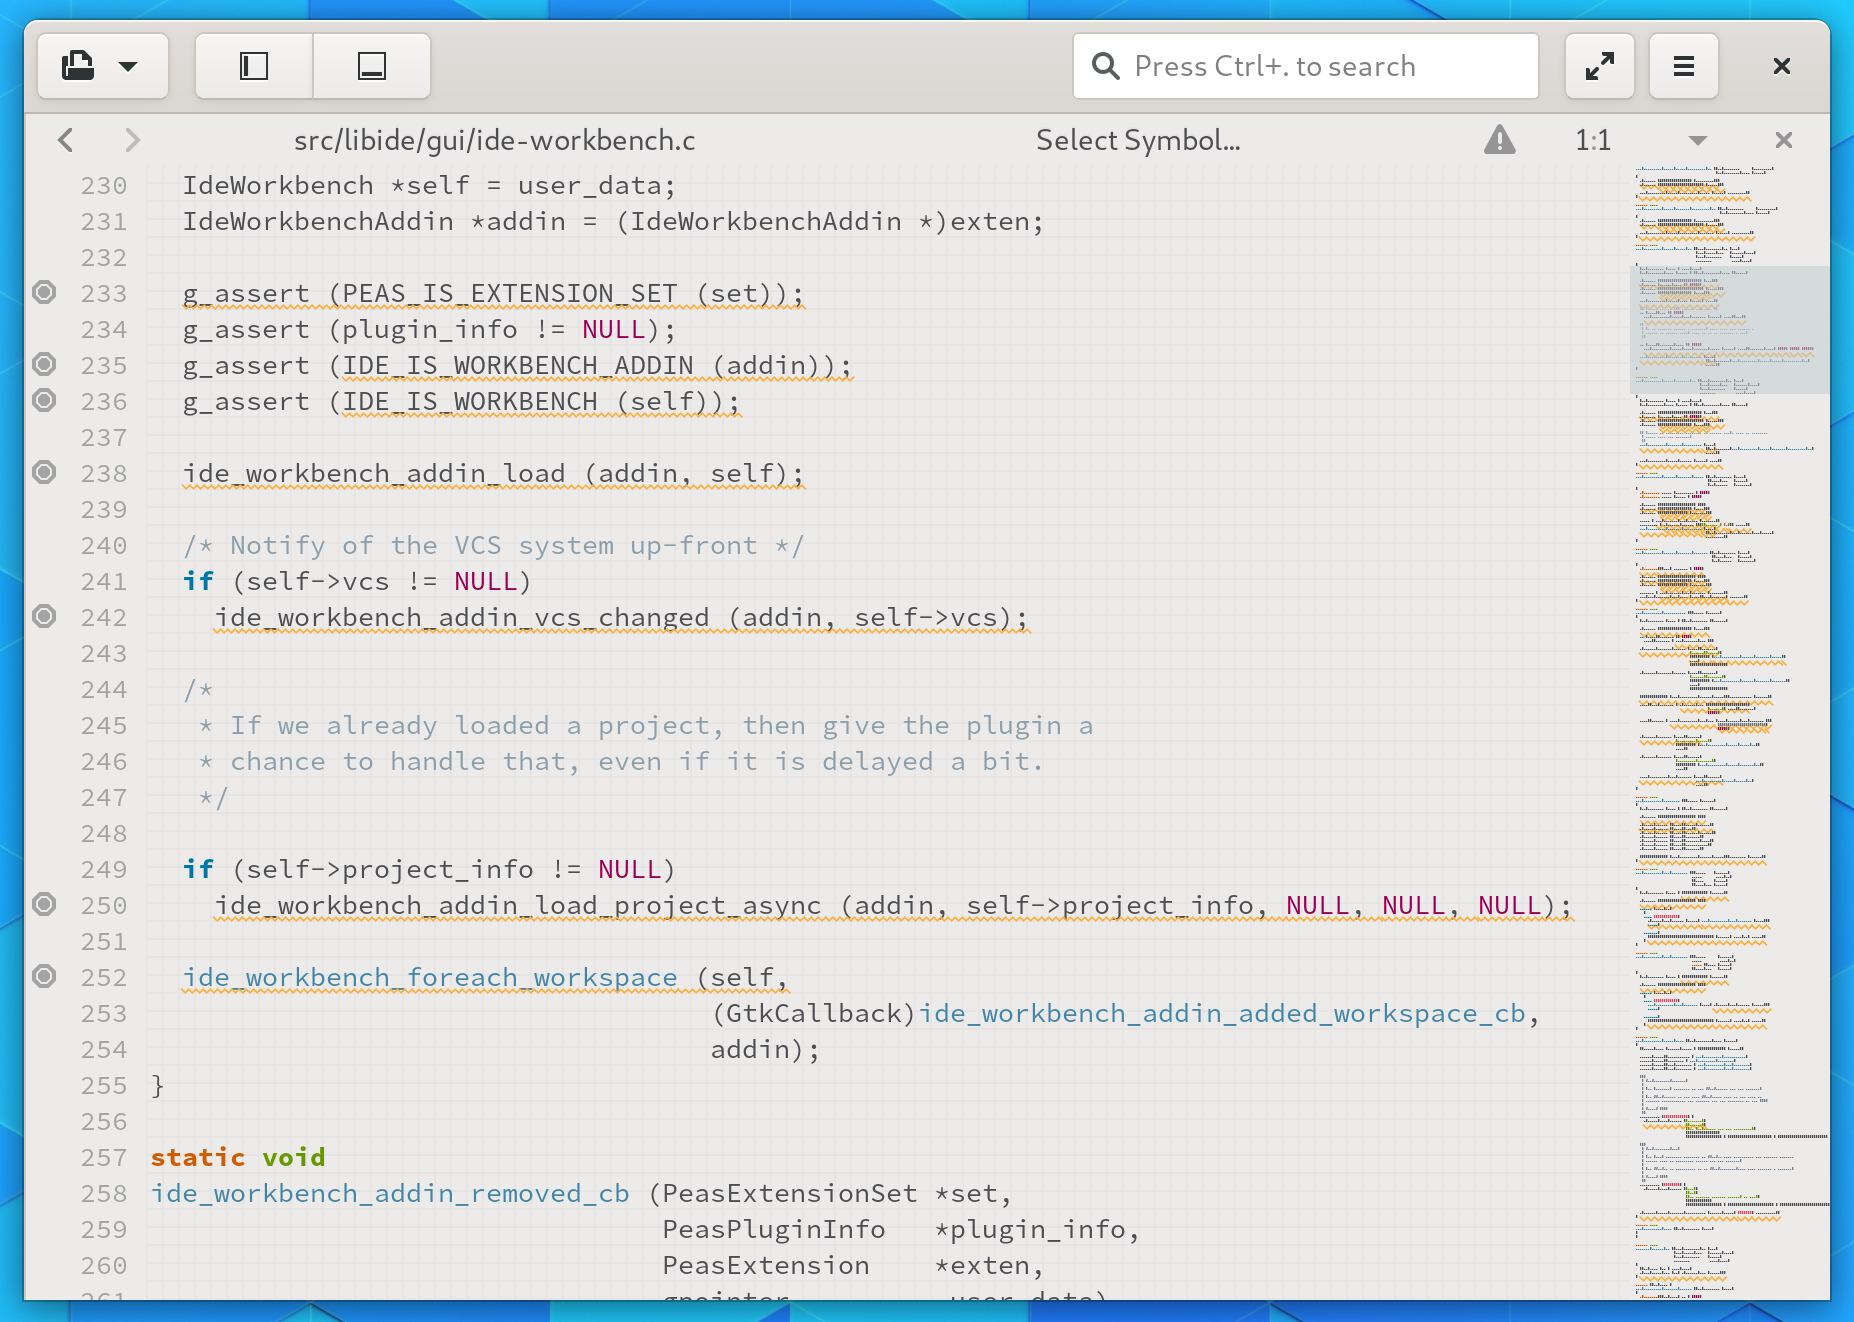 Press Ctrl+. to search
src/libide/gui/ide-workbench.c Select Symbol... 1:1
230 IdeWorkbench *self = user_data;
231 IdeWorkbenchAddin *addin = (IdeWorkbenchAddin *)exten;
232
233 g_assert (PEAS_IS_EXTENSION_SET (set));
234 g_assert (plugin_info != NULL);
235 g_assert (IDE_IS_WORKBENCH_ADDIN (addin));
236 g_assert (IDE_IS_WORKBENCH (self));
237
238 ide_workbench_addin_load (addin, self);
239
240 /* Notify of the VCS system up-front */
241 if (self->vcs != NULL)
242 ide_workbench_addin_vcs_changed (addin, self->vcs);
243
244 /*
245 * If we already loaded a project, then give the plugin a
246 * chance to handle that, even if it is delayed a bit.
247 */
248
249 if (self->project_info != NULL)
250 ide_workbench_addin_load_project_async (addin, self->project_info, NULL, NULL, NULL);
251
252 ide_workbench_foreach_workspace (self,
253 (GtkCallback)ide_workbench_addin_added_workspace_cb,
254 addin);
255 }
256
257 static void
258 ide_workbench_addin_removed_cb (PeasExtensionSet *set,
259 PeasPluginInfo *plugin_info,
260 PeasExtension *exten,
261 gpointer user_data)